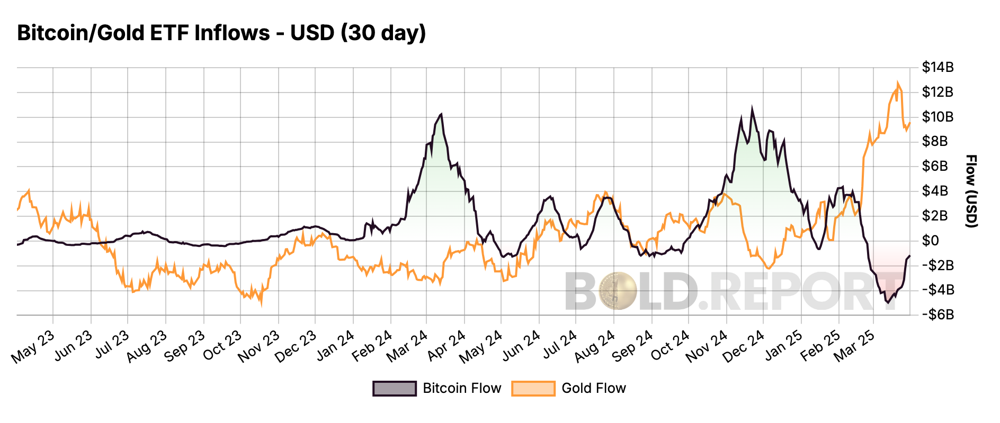 Bitcoin/Gold ETF Inflows - USD (30 day)
$14B
$12B
$10B
$8B
$6B
$4B
$2B
$0
-$2B
-$4B
-$6B
Flow (USD)
BOLD.REPORT
May 23
Jun 23
Jul 23
Aug 23
Sep 23
Oct 23
Nov 23
Dec 23
Jan 24
Feb 24
Mar 24
Apr 24
May 24
Jun 24
Jul 24
Aug 24
Sep 24
Oct 24
Nov 24
Dec 24
Jan 25
Feb 25
Mar 25
Bitcoin Flow
Gold Flow